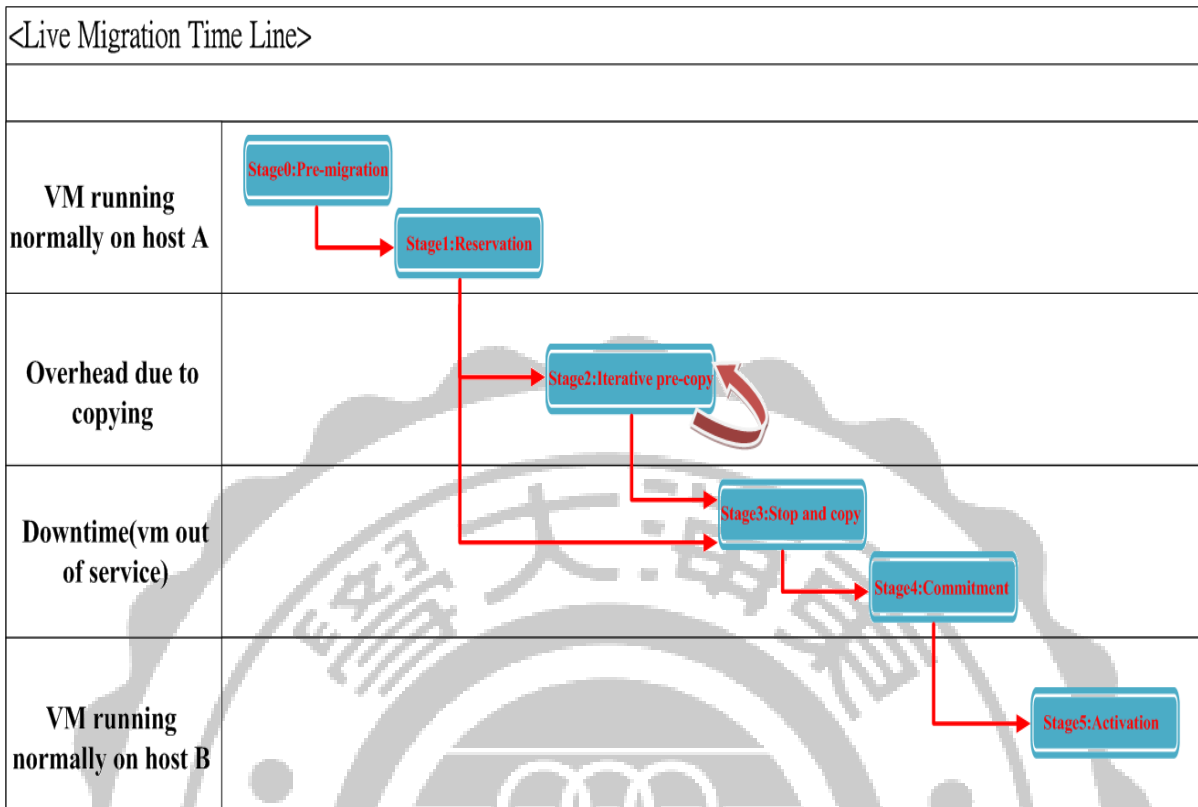 <Live Migration Time Line>
VM running
normally on host A
Stage0:Pre-migration
Stage1:Reservation
Overhead due to
copying
Stage2:Iterative pre-copy
Downtime(vm out
of service)
Stage3:Stop and copy
Stage4:Commitment
VM running
normally on host B
Stage5:Activation